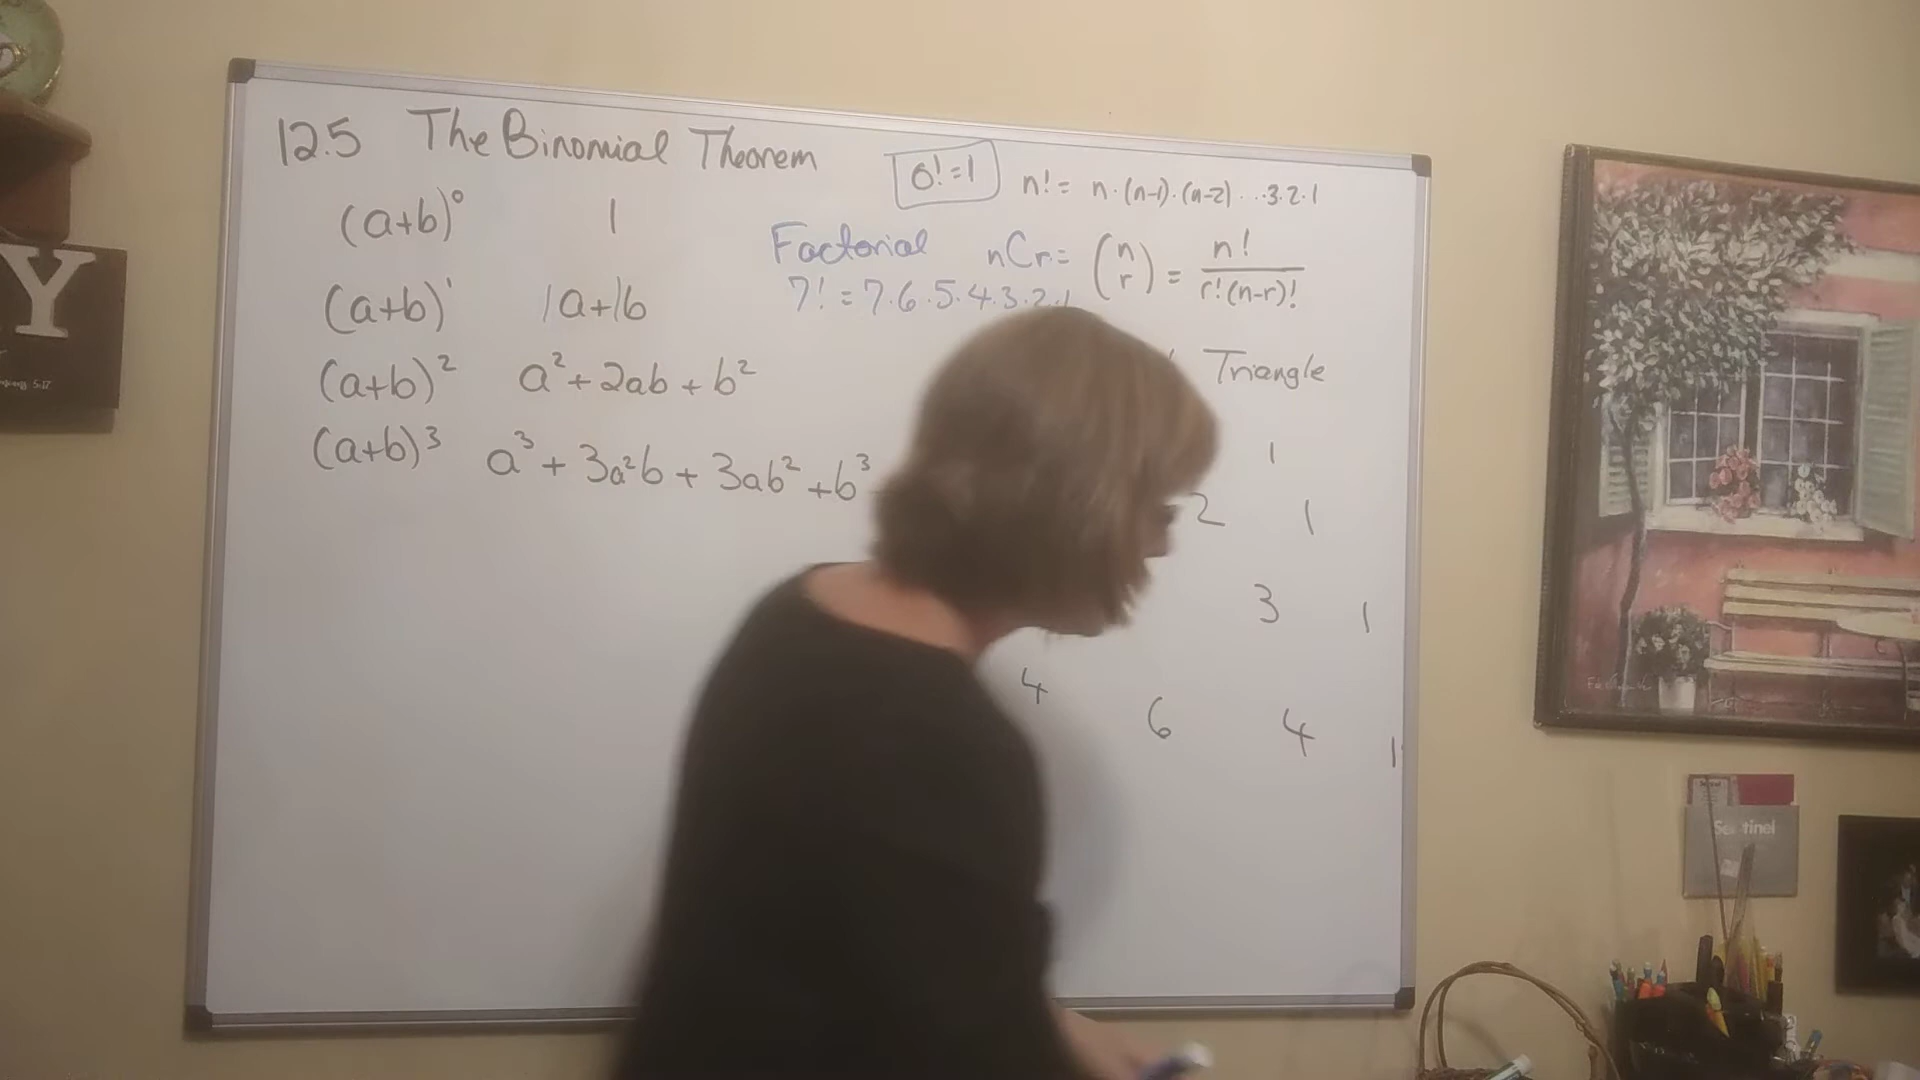 12.5 The Binomial Theorem
0!=1 n! = n·(n-1)·(n-2)···3·2·1
(a+b)⁰ 1
Factorial nCr = (n r) = n!/r!(n-r)!
7! = 7·6·5·4·3·2·1
(a+b)¹ 1a+1b
(a+b)² a²+2ab+b²
Triangle
(a+b)³ a³+3a²b+3ab²+b³
1
2 1
3 1
4 6 4 1
Y
Sentinel